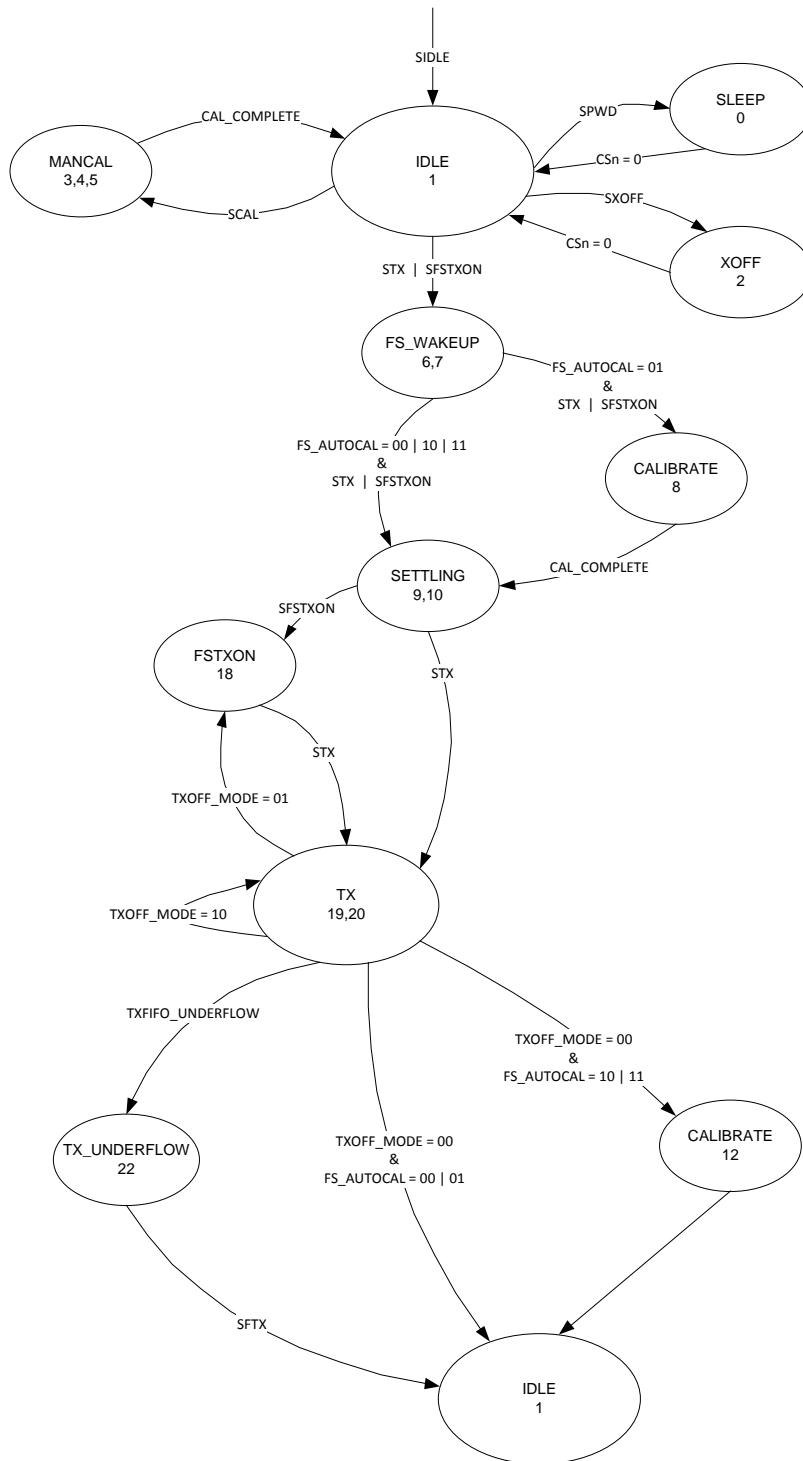 SIDLE
SLEEP
0
SPWD
CAL_COMPLETE
MANCAL
3,4,5
IDLE
1
CSn = 0
SXOFF
SCAL
CSn = 0
XOFF
2
STX | SFSTXON
FS_WAKEUP
6,7
FS_AUTOCAL = 01
&
STX | SFSTXON
FS_AUTOCAL = 00 | 10 | 11
&
STX | SFSTXON
CALIBRATE
8
SETTLING
9,10
CAL_COMPLETE
SFSTXON
FSTXON
18
STX
STX
TXOFF_MODE = 01
TX
19,20
TXOFF_MODE = 10
TXFIFO_UNDERFLOW
TXOFF_MODE = 00
&
FS_AUTOCAL = 10 | 11
TX_UNDERFLOW
22
TXOFF_MODE = 00
&
FS_AUTOCAL = 00 | 01
CALIBRATE
12
SFTX
IDLE
1